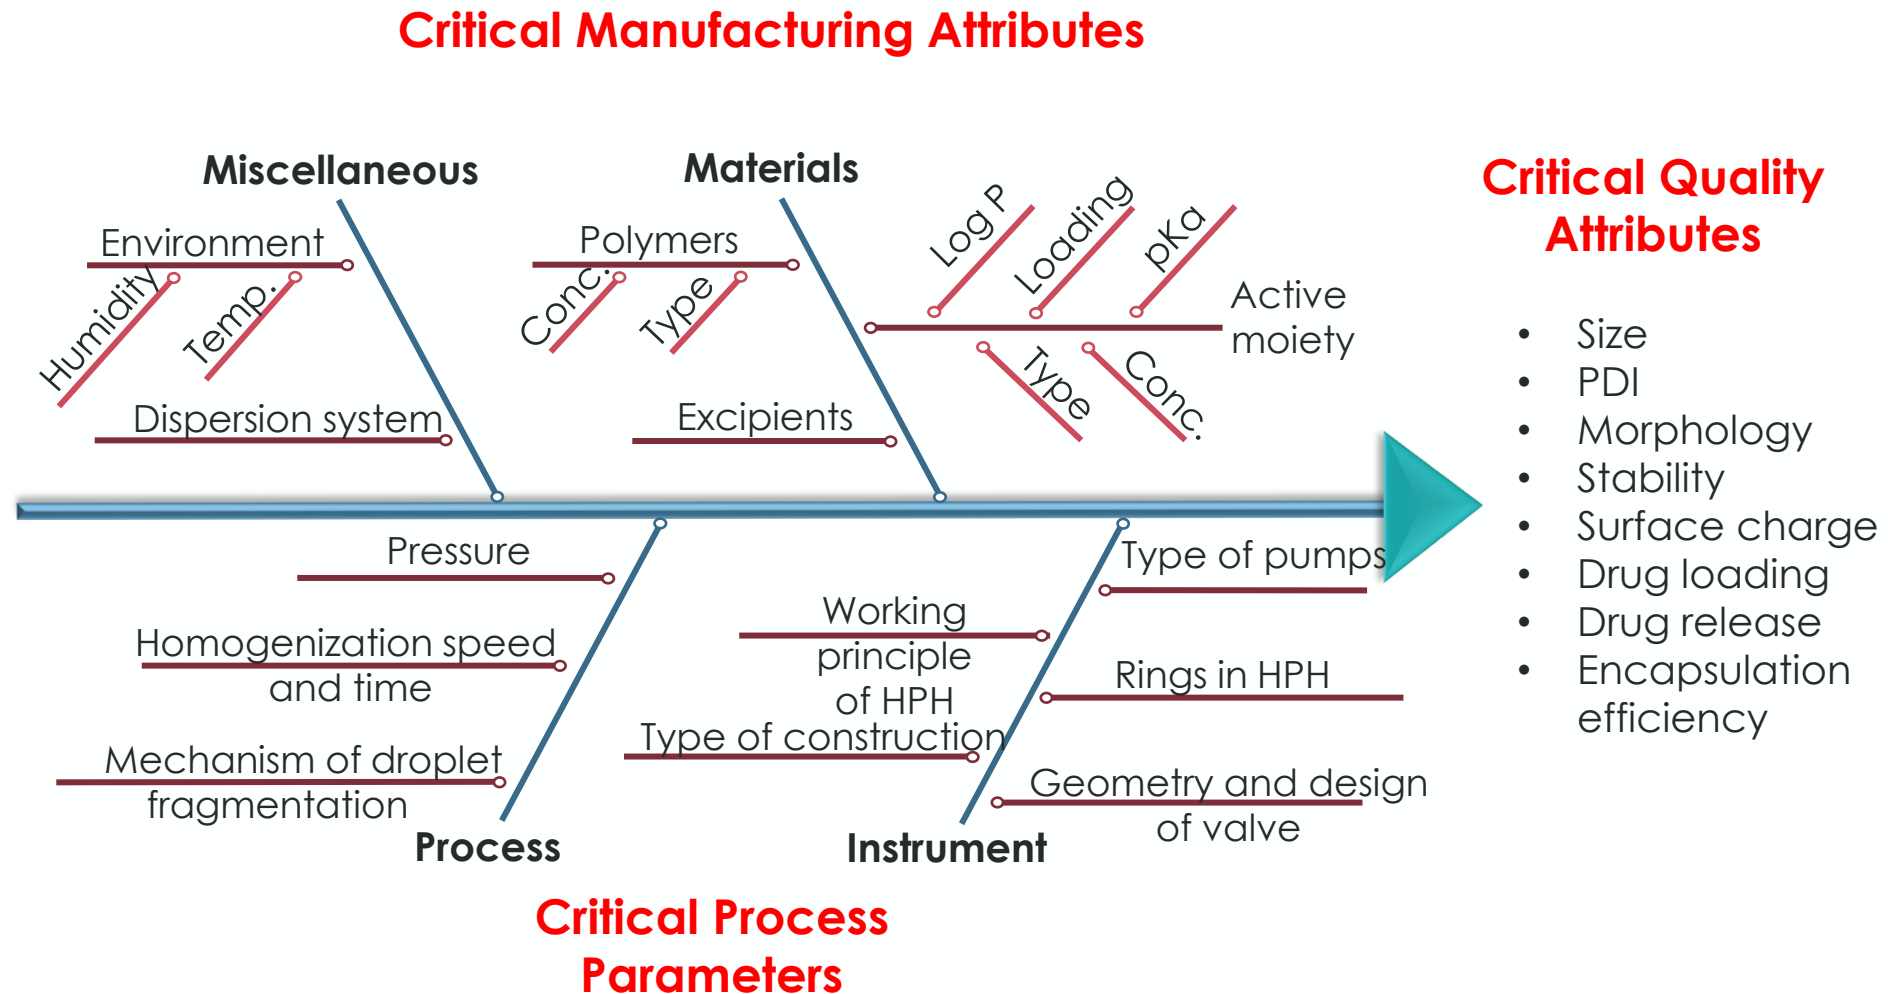 Critical Manufacturing Attributes
Miscellaneous
Environment
Humidity
Temp.
Dispersion system
Materials
Polymers
Conc.
Type
Excipients
Log P
Loading
pKa
Active
moiety
Type
Conc.
Pressure
Homogenization speed
and time
Mechanism of droplet
fragmentation
Process
Type of pumps
Working
principle
of HPH
Rings in HPH
Type of construction
Geometry and design
of valve
Instrument
Critical Process
Parameters
Critical Quality
Attributes
• Size
• PDI
• Morphology
• Stability
• Surface charge
• Drug loading
• Drug release
• Encapsulation
efficiency